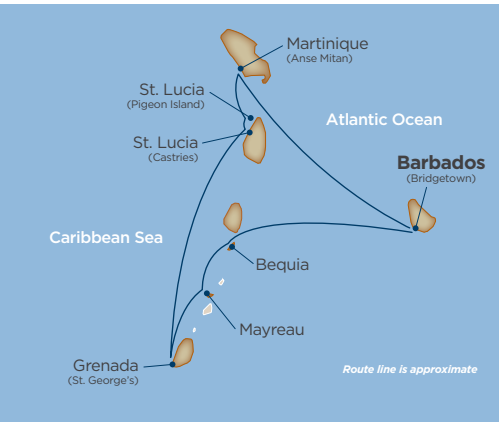 Martinique
(Anse Mitan)
St. Lucia
(Pigeon Island)
Atlantic Ocean
St. Lucia
(Castries)
Barbados
(Bridgetown)
Caribbean Sea
Bequia
Mayreau
Grenada
(St. George's)
Route line is approximate